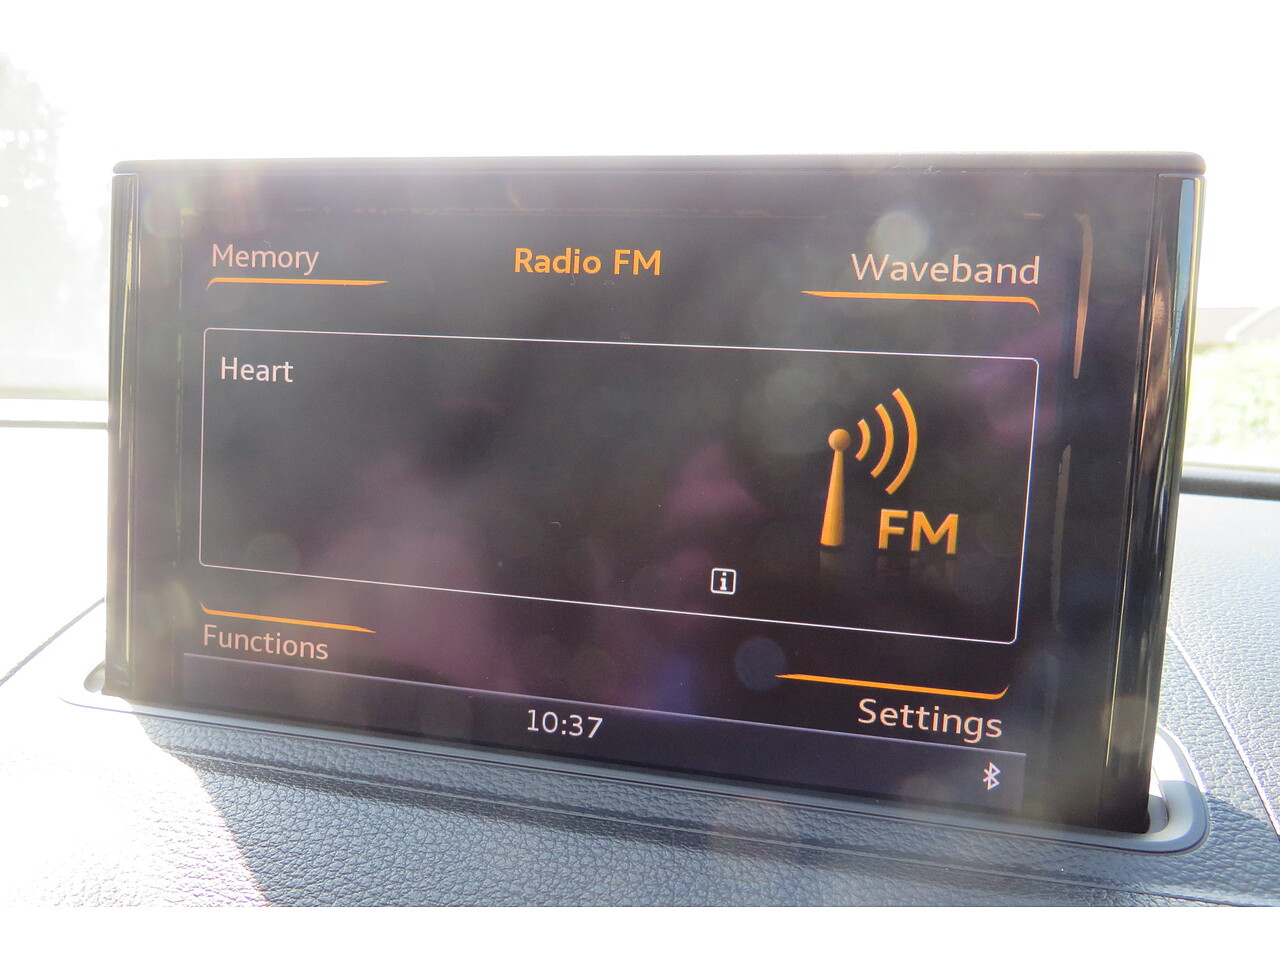 Memory
Radio FM
Waveband
Heart
FM
i
Functions
Settings
10:37